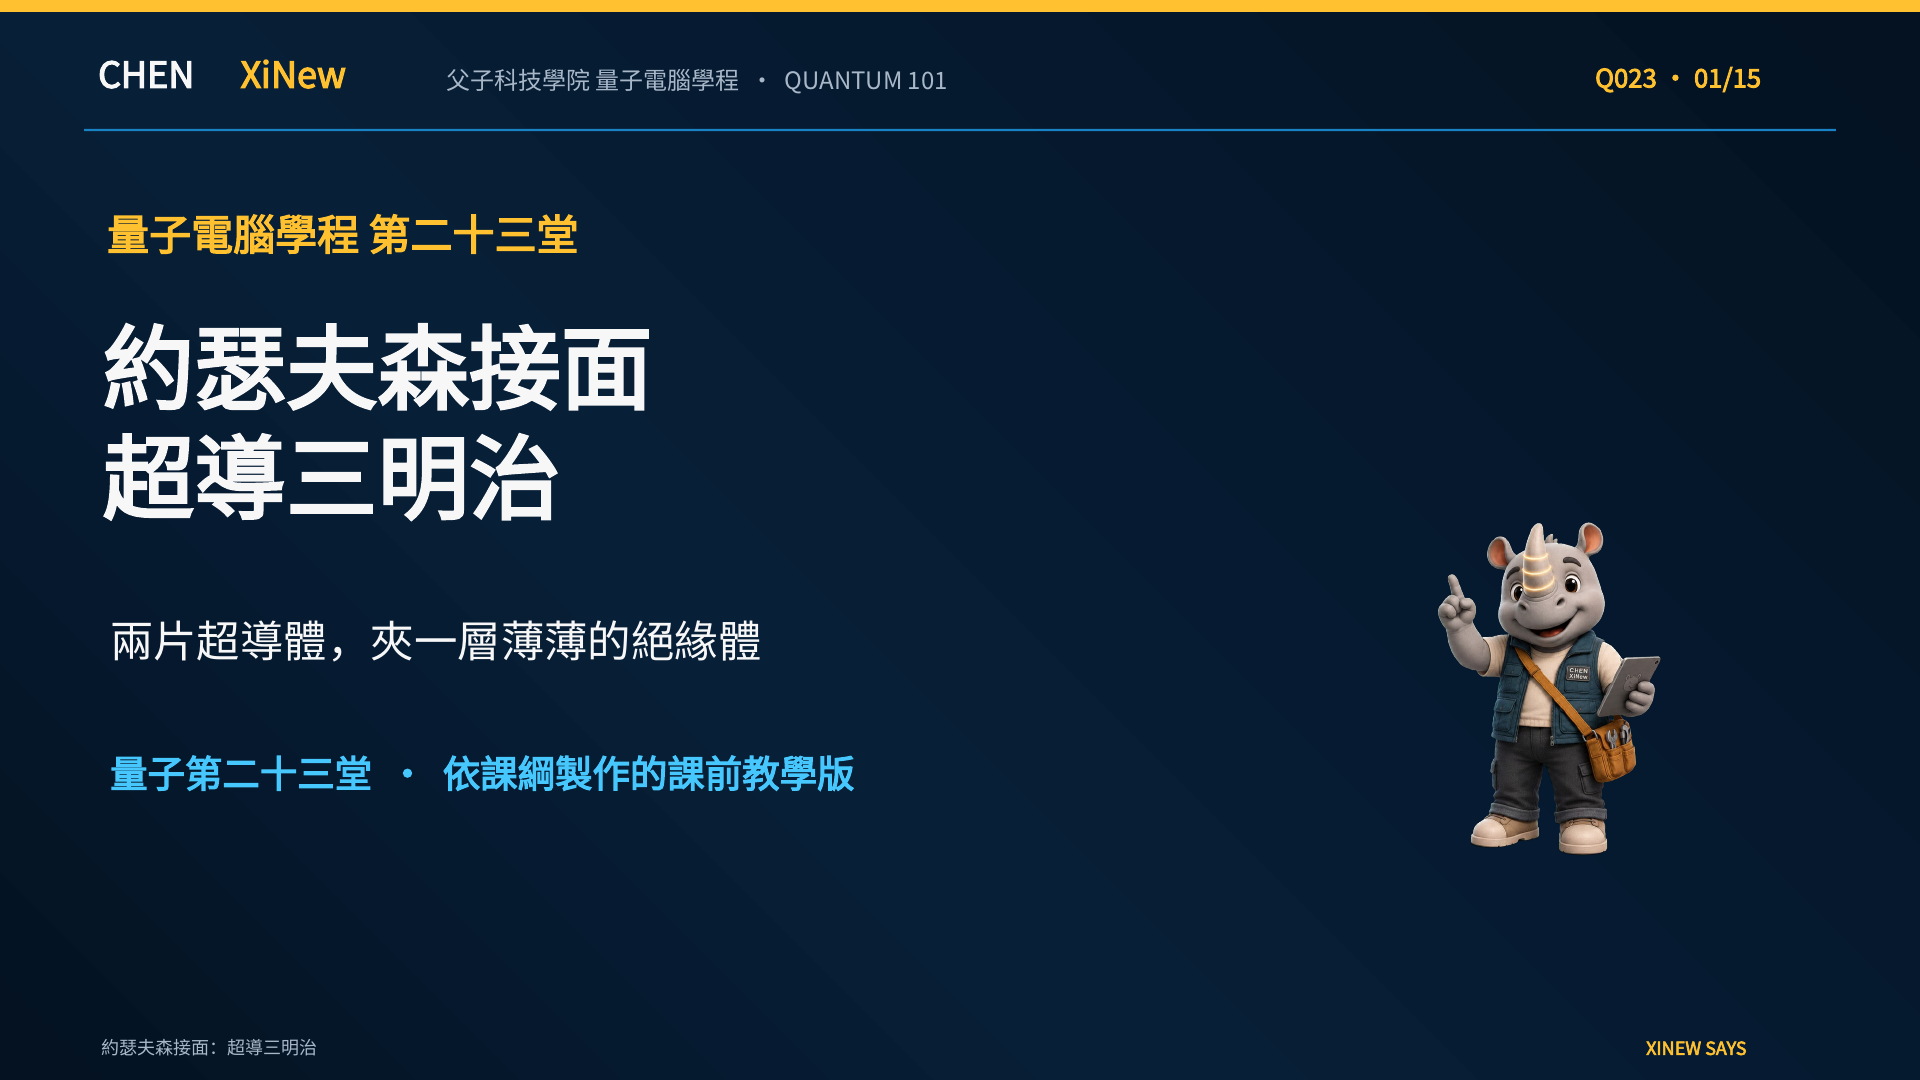 CHEN XiNew 父子科技學院 量子電腦學程 • QUANTUM 101 Q023 • 01/15
量子電腦學程 第二十三堂
約瑟夫森接面
超導三明治
兩片超導體，夾一層薄薄的絕緣體
量子第二十三堂 • 依課綱製作的課前教學版
CHEN
XiNew
約瑟夫森接面：超導三明治 XINEW SAYS